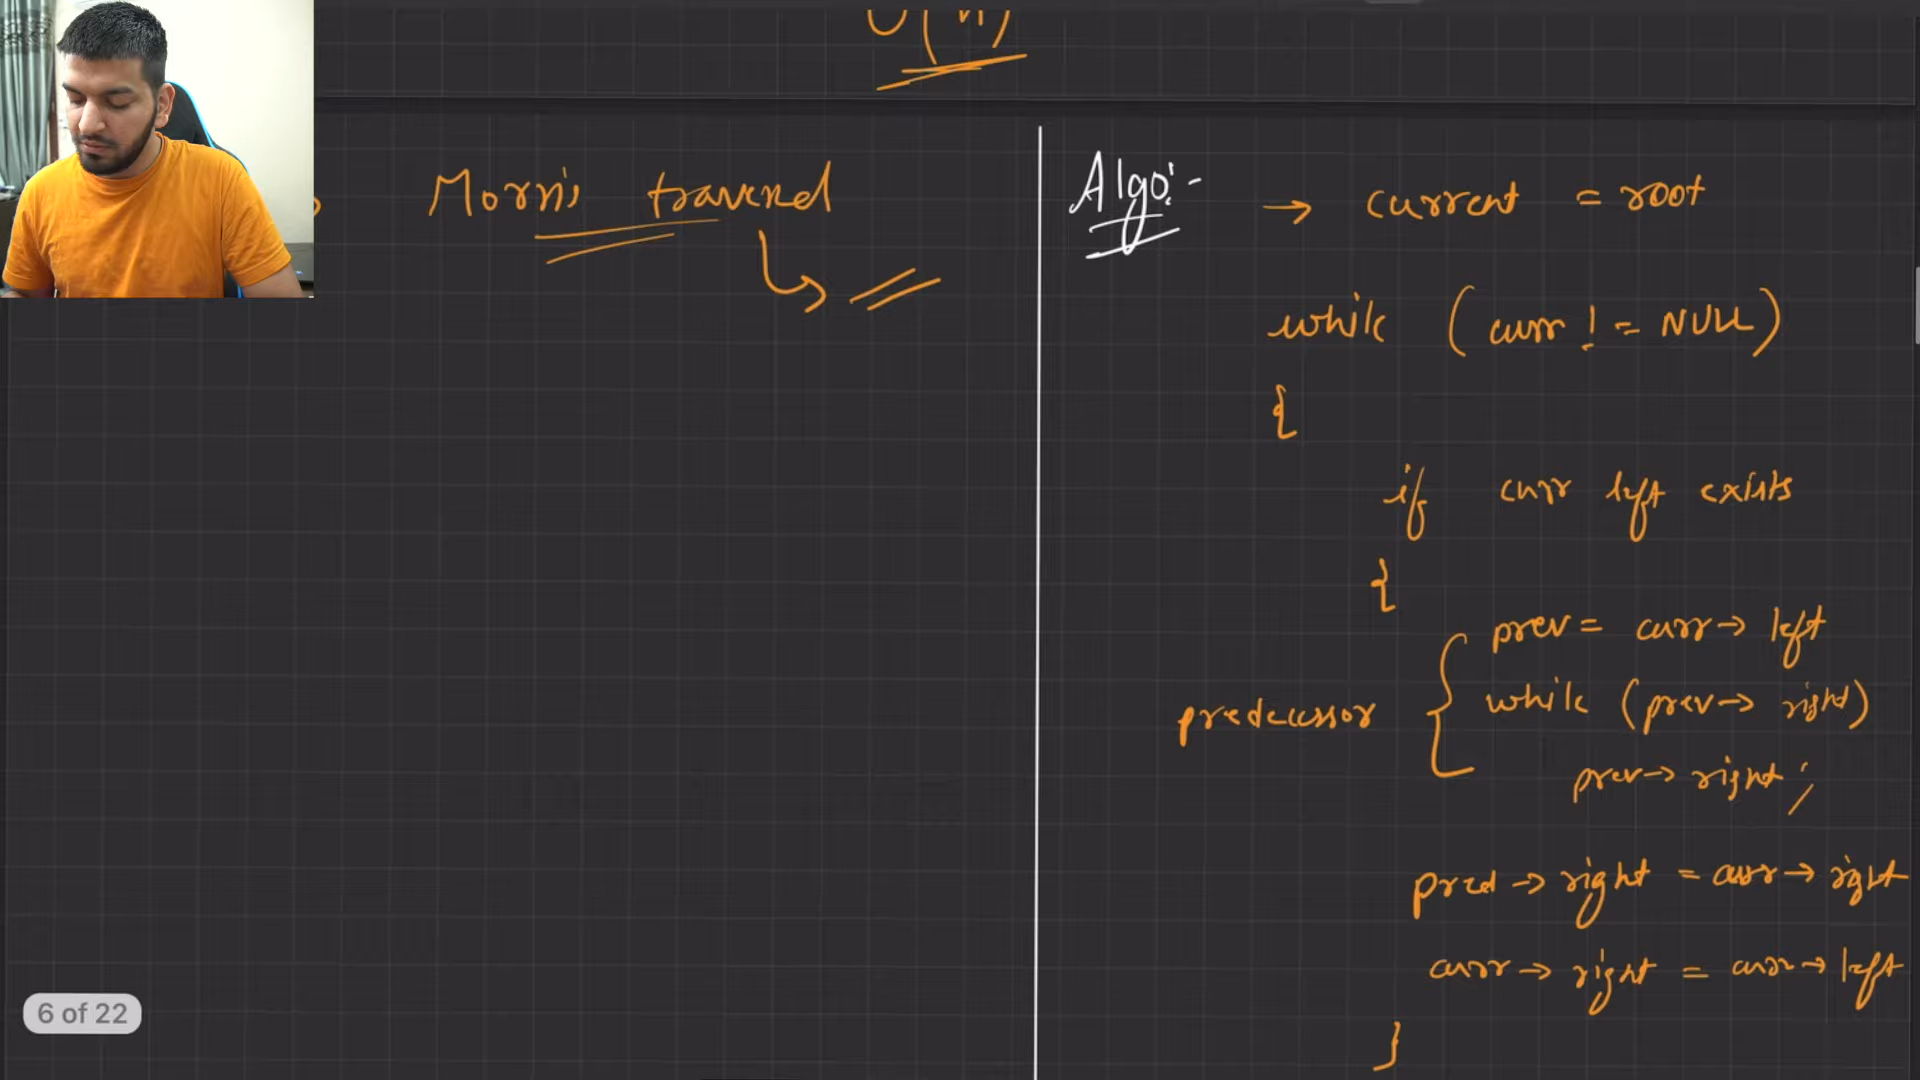 O(n)
Morris traversal
Algo:-
→ current = root
while (curr != NULL)
{
if curr left exists
{
prev = curr → left
while (prev → right)
prev → right ;
predecessor
pred → right = curr → right
curr → right = curr → left
}
6 of 22